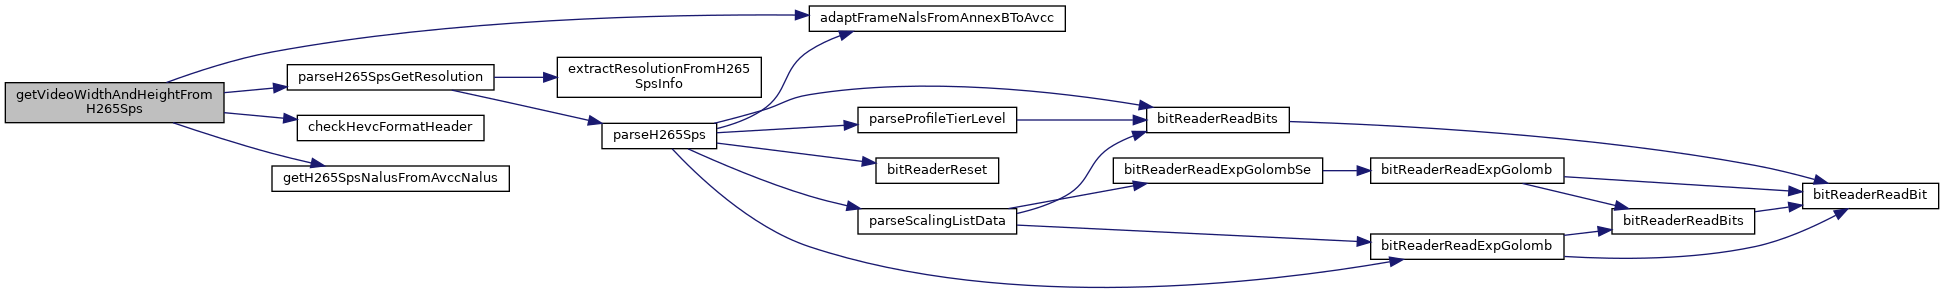 getVideoWidthAndHeightFrom
H265Sps
adaptFrameNalsFromAnnexBToAvcc
parseH265SpsGetResolution
extractResolutionFromH265
SpsInfo
checkHevcFormatHeader
getH265SpsNalusFromAvccNalus
parseH265Sps
parseProfileTierLevel
bitReaderReset
parseScalingListData
bitReaderReadBits
bitReaderReadExpGolombSe
bitReaderReadExpGolomb
bitReaderReadExpGolomb
bitReaderReadBits
bitReaderReadBit